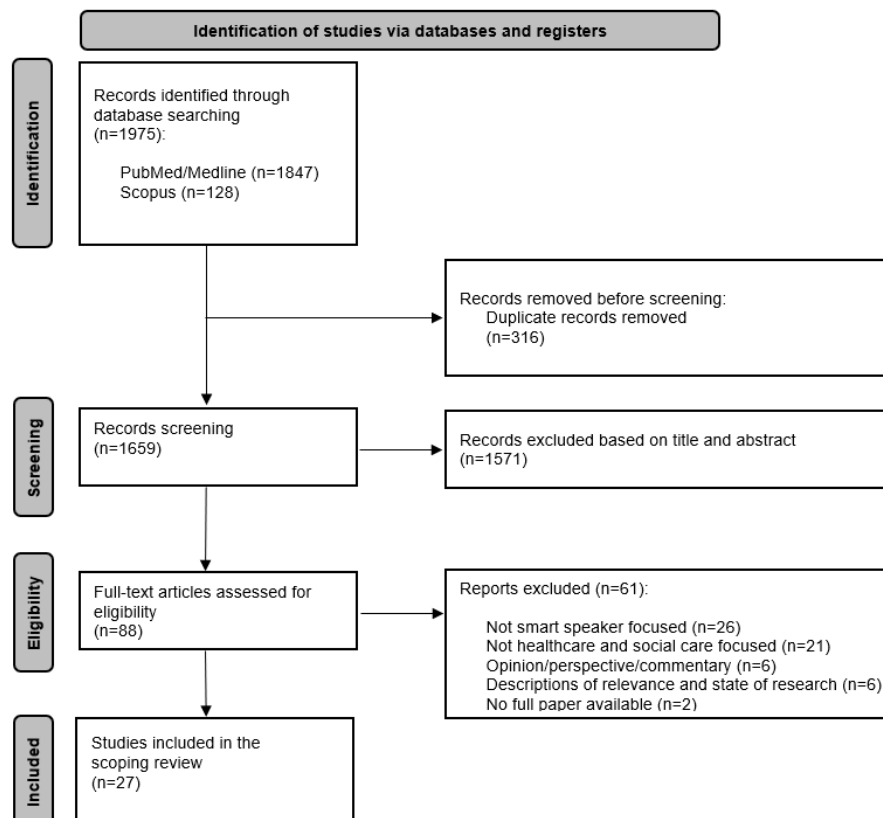 Identification of studies via databases and registers
Identification
Records identified through
database searching
(n=1975):
PubMed/Medline (n=1847)
Scopus (n=128)
Records removed before screening:
Duplicate records removed
(n=316)
Screening
Records screening
(n=1659)
Records excluded based on title and abstract
(n=1571)
Eligibility
Full-text articles assessed for
eligibility
(n=88)
Reports excluded (n=61):
Not smart speaker focused (n=26)
Not healthcare and social care focused (n=21)
Opinion/perspective/commentary (n=6)
Descriptions of relevance and state of research (n=6)
No full paper available (n=2)
Included
Studies included in the
scoping review
(n=27)